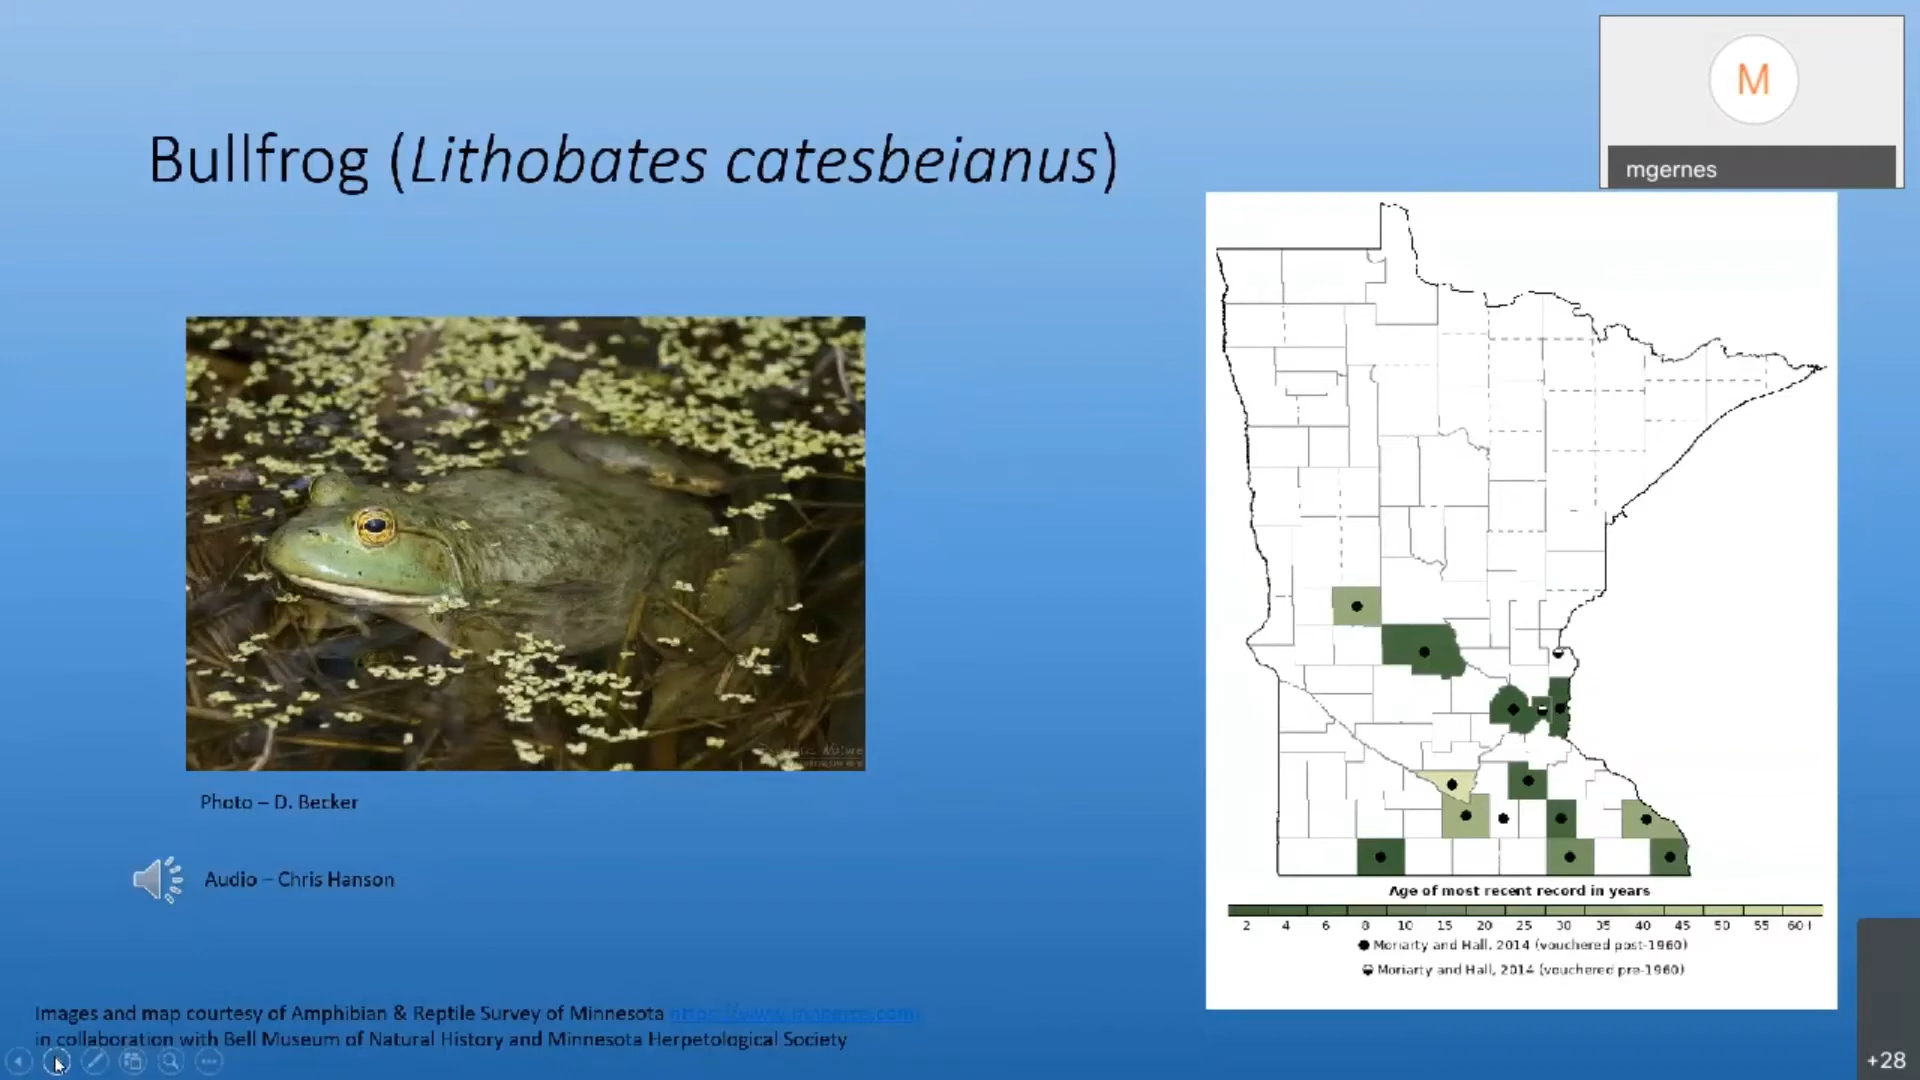 M
mgernes
Bullfrog (Lithobates catesbeianus)
Photo – D. Becker
Audio – Chris Hanson
Age of most recent record in years
2 4 6 8 10 15 20 25 30 35 40 45 50 55 60+
Moriarty and Hall, 2014 (vouchered post-1960)
Moriarty and Hall, 2014 (vouchered pre-1960)
Images and map courtesy of Amphibian & Reptile Survey of Minnesota
in collaboration with Bell Museum of Natural History and Minnesota Herpetological Society
+28